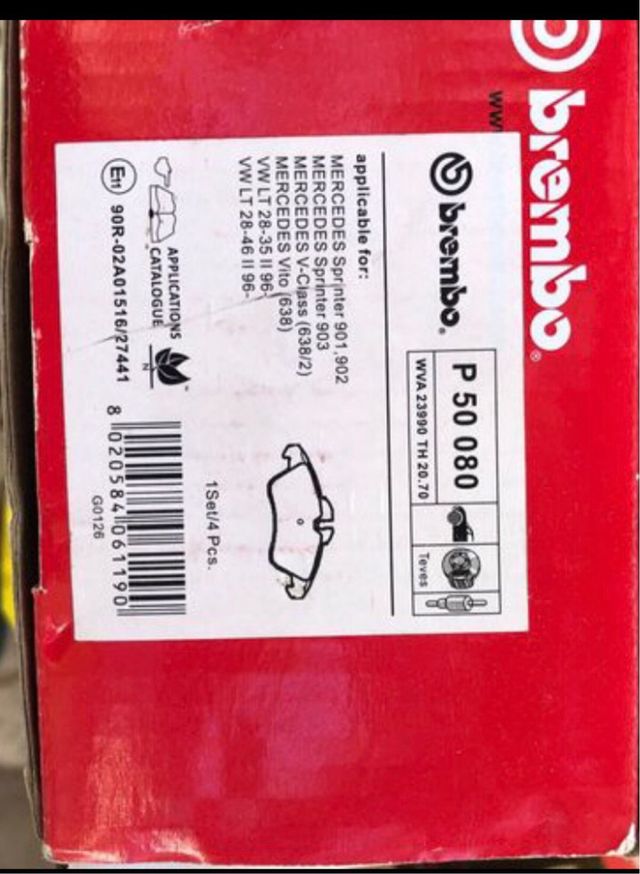 brembo®
www
brembo®
P 50 080
WVA 23990 TH 20.70
Teves
applicable for:
MERCEDES Sprinter 901,902
MERCEDES Sprinter 903
MERCEDES V-Class (638/2)
MERCEDES Vito (638)
VW LT 28-35 II 96-
VW LT 28-46 II 96-
1Set/4 Pcs.
APPLICATIONS
CATALOGUE
N
™
E11 90R-02A01516/27441
8 020584 061190
G0126